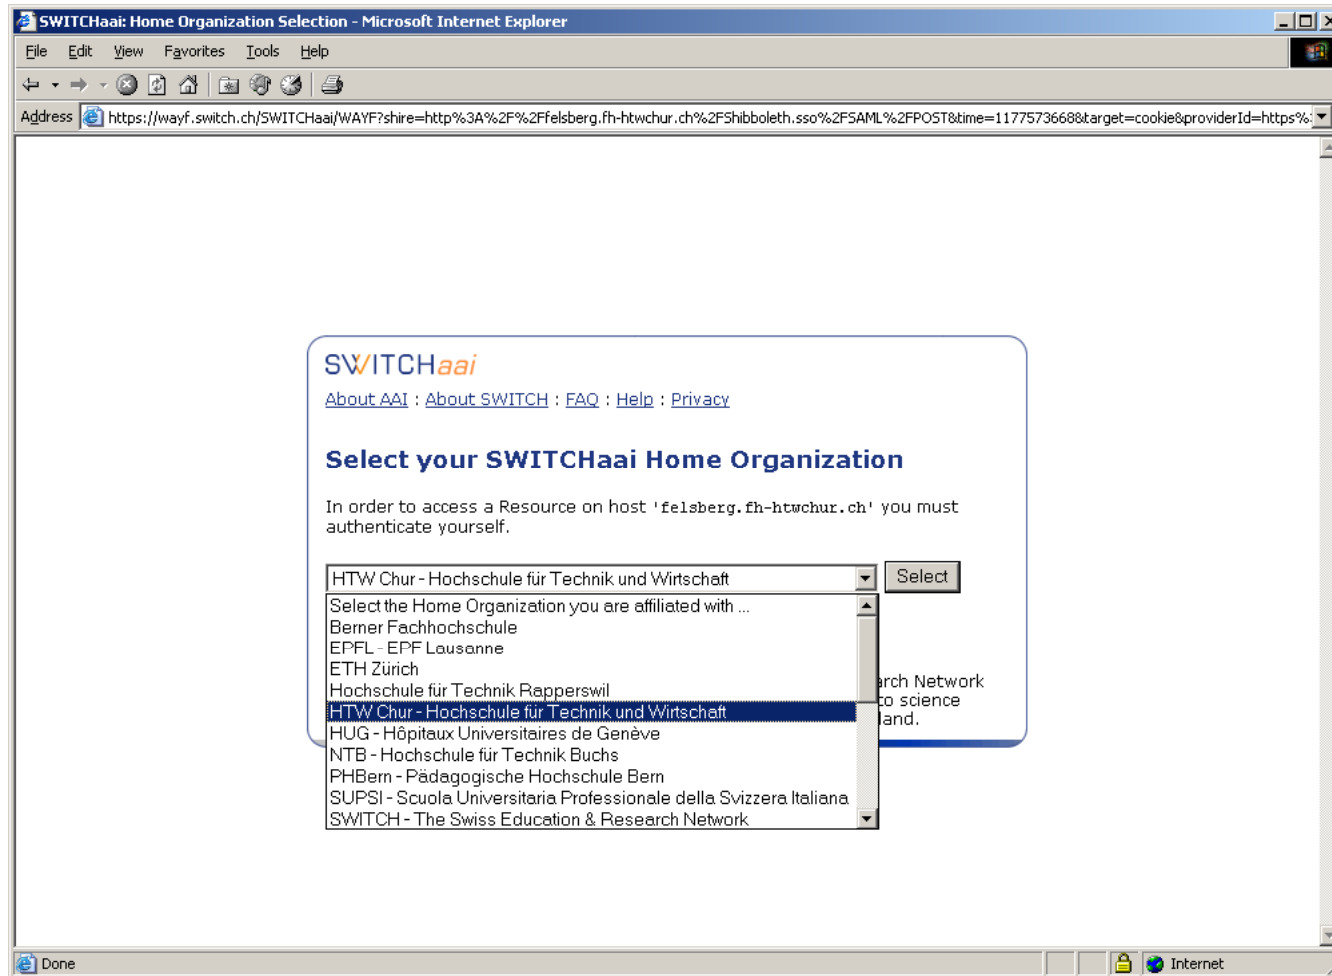 SWITCHaai: Home Organization Selection - Microsoft Internet Explorer
File Edit View Favorites Tools Help
Address https://wayf.switch.ch/SWITCHaai/WAYF?shire=http%3A%2F%2Ffelsberg.fh-htwchur.ch%2FShibboleth.sso%2FSAML%2FPOST&time=1177573668&target=cookie&providerId=https%
SWITCHaai
About AAI : About SWITCH : FAQ : Help : Privacy
Select your SWITCHaai Home Organization
In order to access a Resource on host 'felsberg.fh-htwchur.ch' you must
authenticate yourself.
HTW Chur - Hochschule für Technik und Wirtschaft Select
Select the Home Organization you are affiliated with ...
Berner Fachhochschule
EPFL - EPF Lausanne
ETH Zürich
Hochschule für Technik Rapperswil
HTW Chur - Hochschule für Technik und Wirtschaft
HUG - Hôpitaux Universitaires de Genève
NTB - Hochschule für Technik Buchs
PHBern - Pädagogische Hochschule Bern
SUPSI - Scuola Universitaria Professionale della Svizzera Italiana
SWITCH - The Swiss Education & Research Network
arch Network
to science
land.
Done Internet